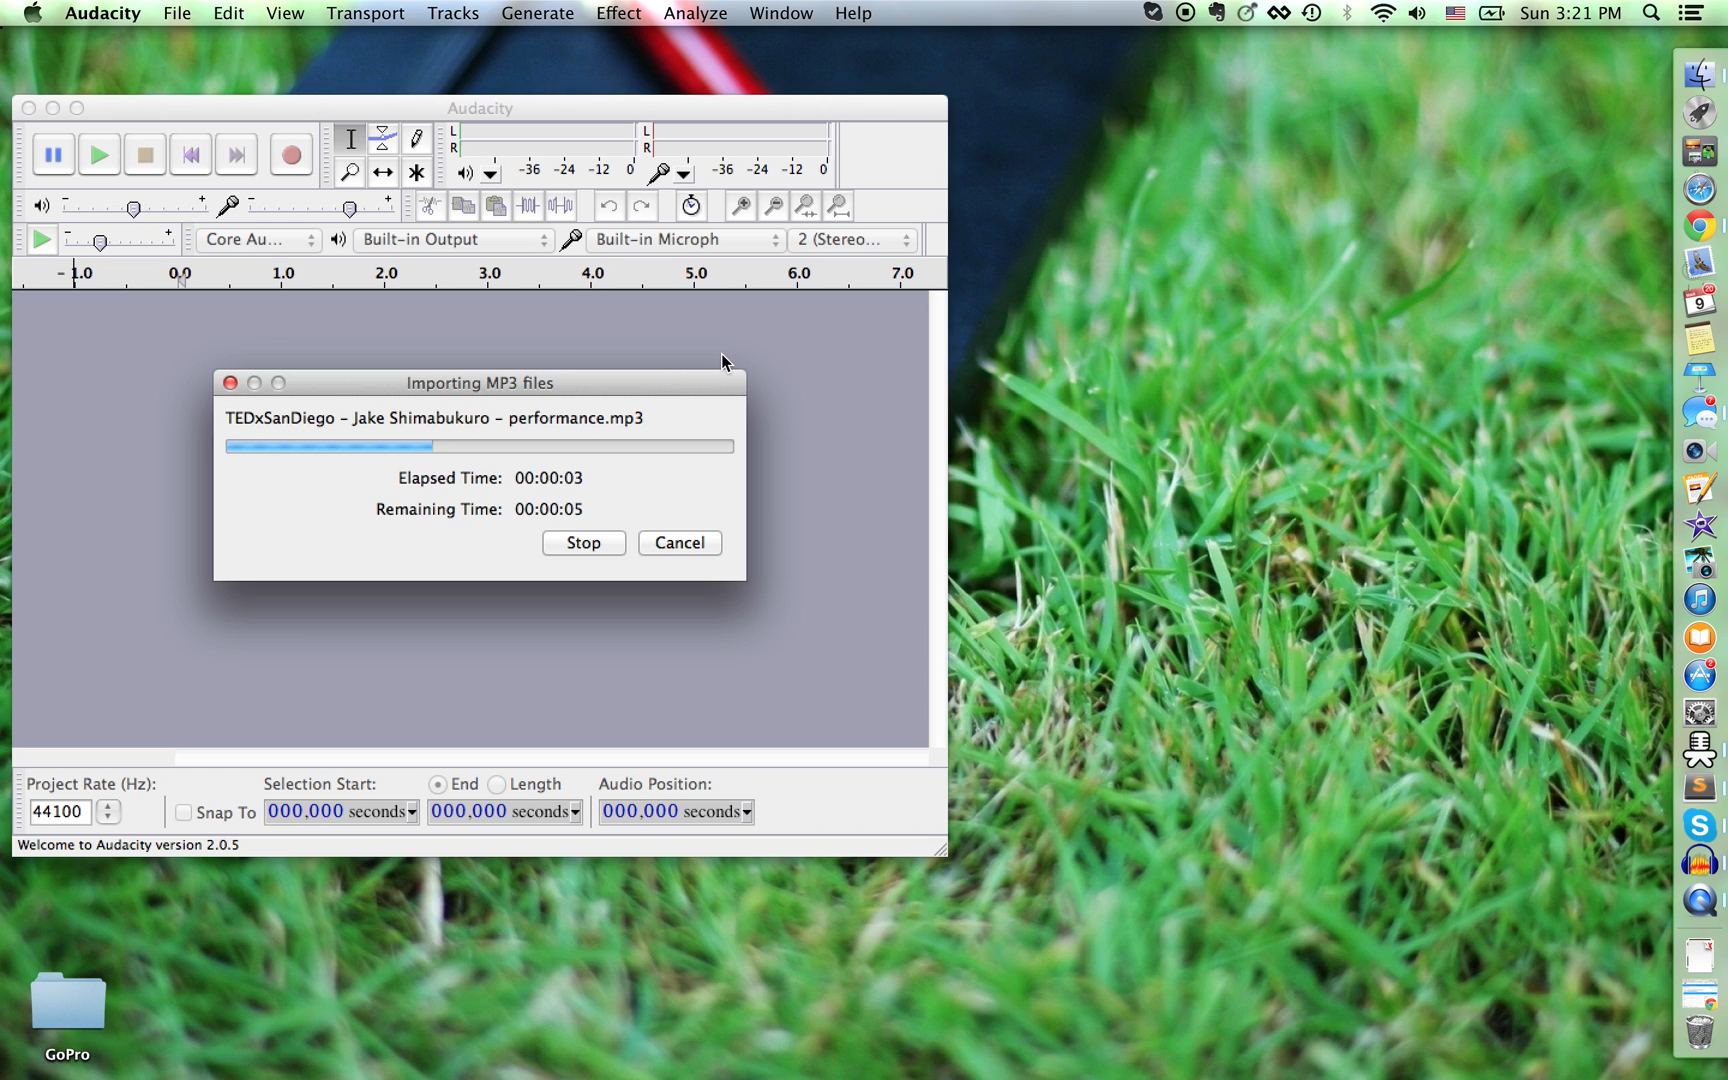 Audacity File Edit View Transport Tracks Generate Effect Analyze Window Help
Sun 3:21 PM
Audacity
L
R
-36 -24 -12 0
L
R
-36 -24 -12 0
- + - +
- + Core Au... Built-in Output Built-in Microph 2 (Stereo...
- 1.0 0.0 1.0 2.0 3.0 4.0 5.0 6.0 7.0
Importing MP3 files
TEDxSanDiego - Jake Shimabukuro - performance.mp3
Elapsed Time: 00:00:03
Remaining Time: 00:00:05
Stop Cancel
Project Rate (Hz): Selection Start: End Length Audio Position:
44100 Snap To 000,000 seconds 000,000 seconds 000,000 seconds
Welcome to Audacity version 2.0.5
GoPro
20
9
7
2